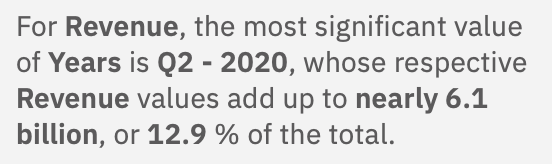 For Revenue, the most significant value
of Years is Q2 - 2020, whose respective
Revenue values add up to nearly 6.1
billion, or 12.9 % of the total.